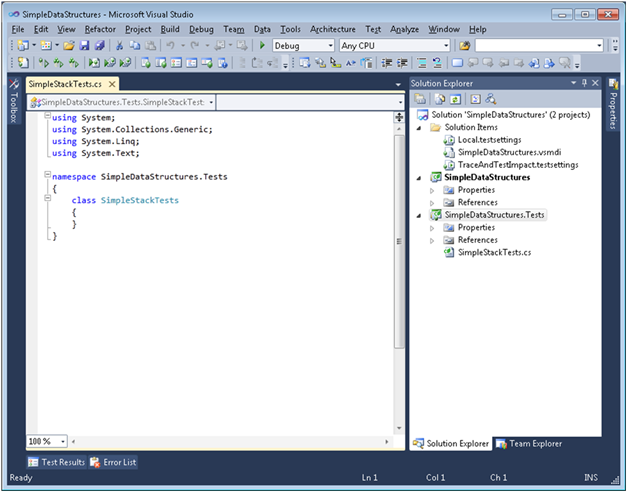 SimpleDataStructures - Microsoft Visual Studio
File Edit View Refactor Project Build Debug Team Data Tools Architecture Test Analyze Window Help
Debug Any CPU
Toolbox
SimpleStackTests.cs
SimpleDataStructures.Tests.SimpleStackTest
using System;
using System.Collections.Generic;
using System.Linq;
using System.Text;
namespace SimpleDataStructures.Tests
{
class SimpleStackTests
{
}
}
100 %
Solution Explorer
Solution 'SimpleDataStructures' (2 projects)
Solution Items
Local.testsettings
SimpleDataStructures.vsmdi
TraceAndTestImpact.testsettings
SimpleDataStructures
Properties
References
SimpleDataStructures.Tests
Properties
References
SimpleStackTests.cs
Solution Explorer Team Explorer
Properties
Test Results Error List
Ready Ln 1 Col 1 Ch 1 INS